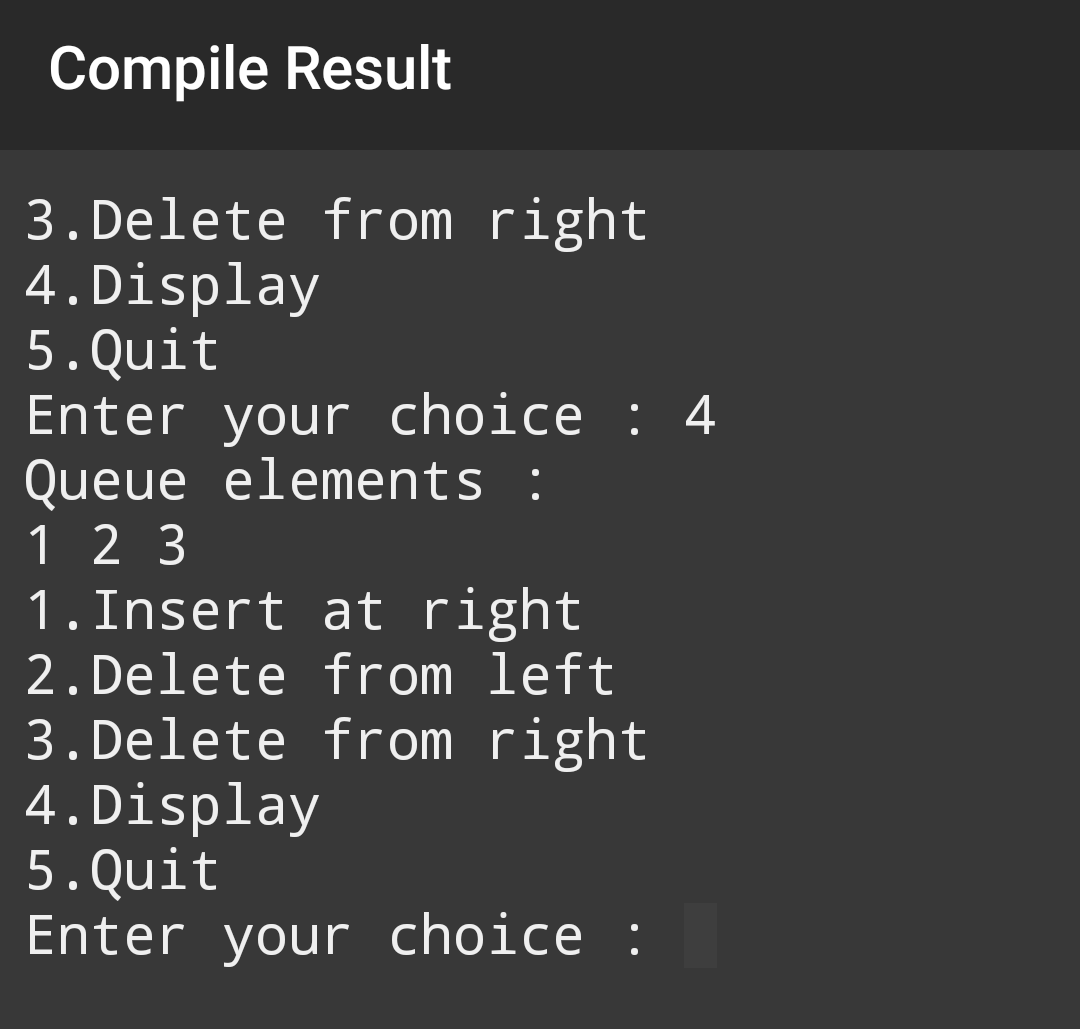 Compile Result
3.Delete from right
4.Display
5.Quit
Enter your choice : 4
Queue elements :
1 2 3
1.Insert at right
2.Delete from left
3.Delete from right
4.Display
5.Quit
Enter your choice :